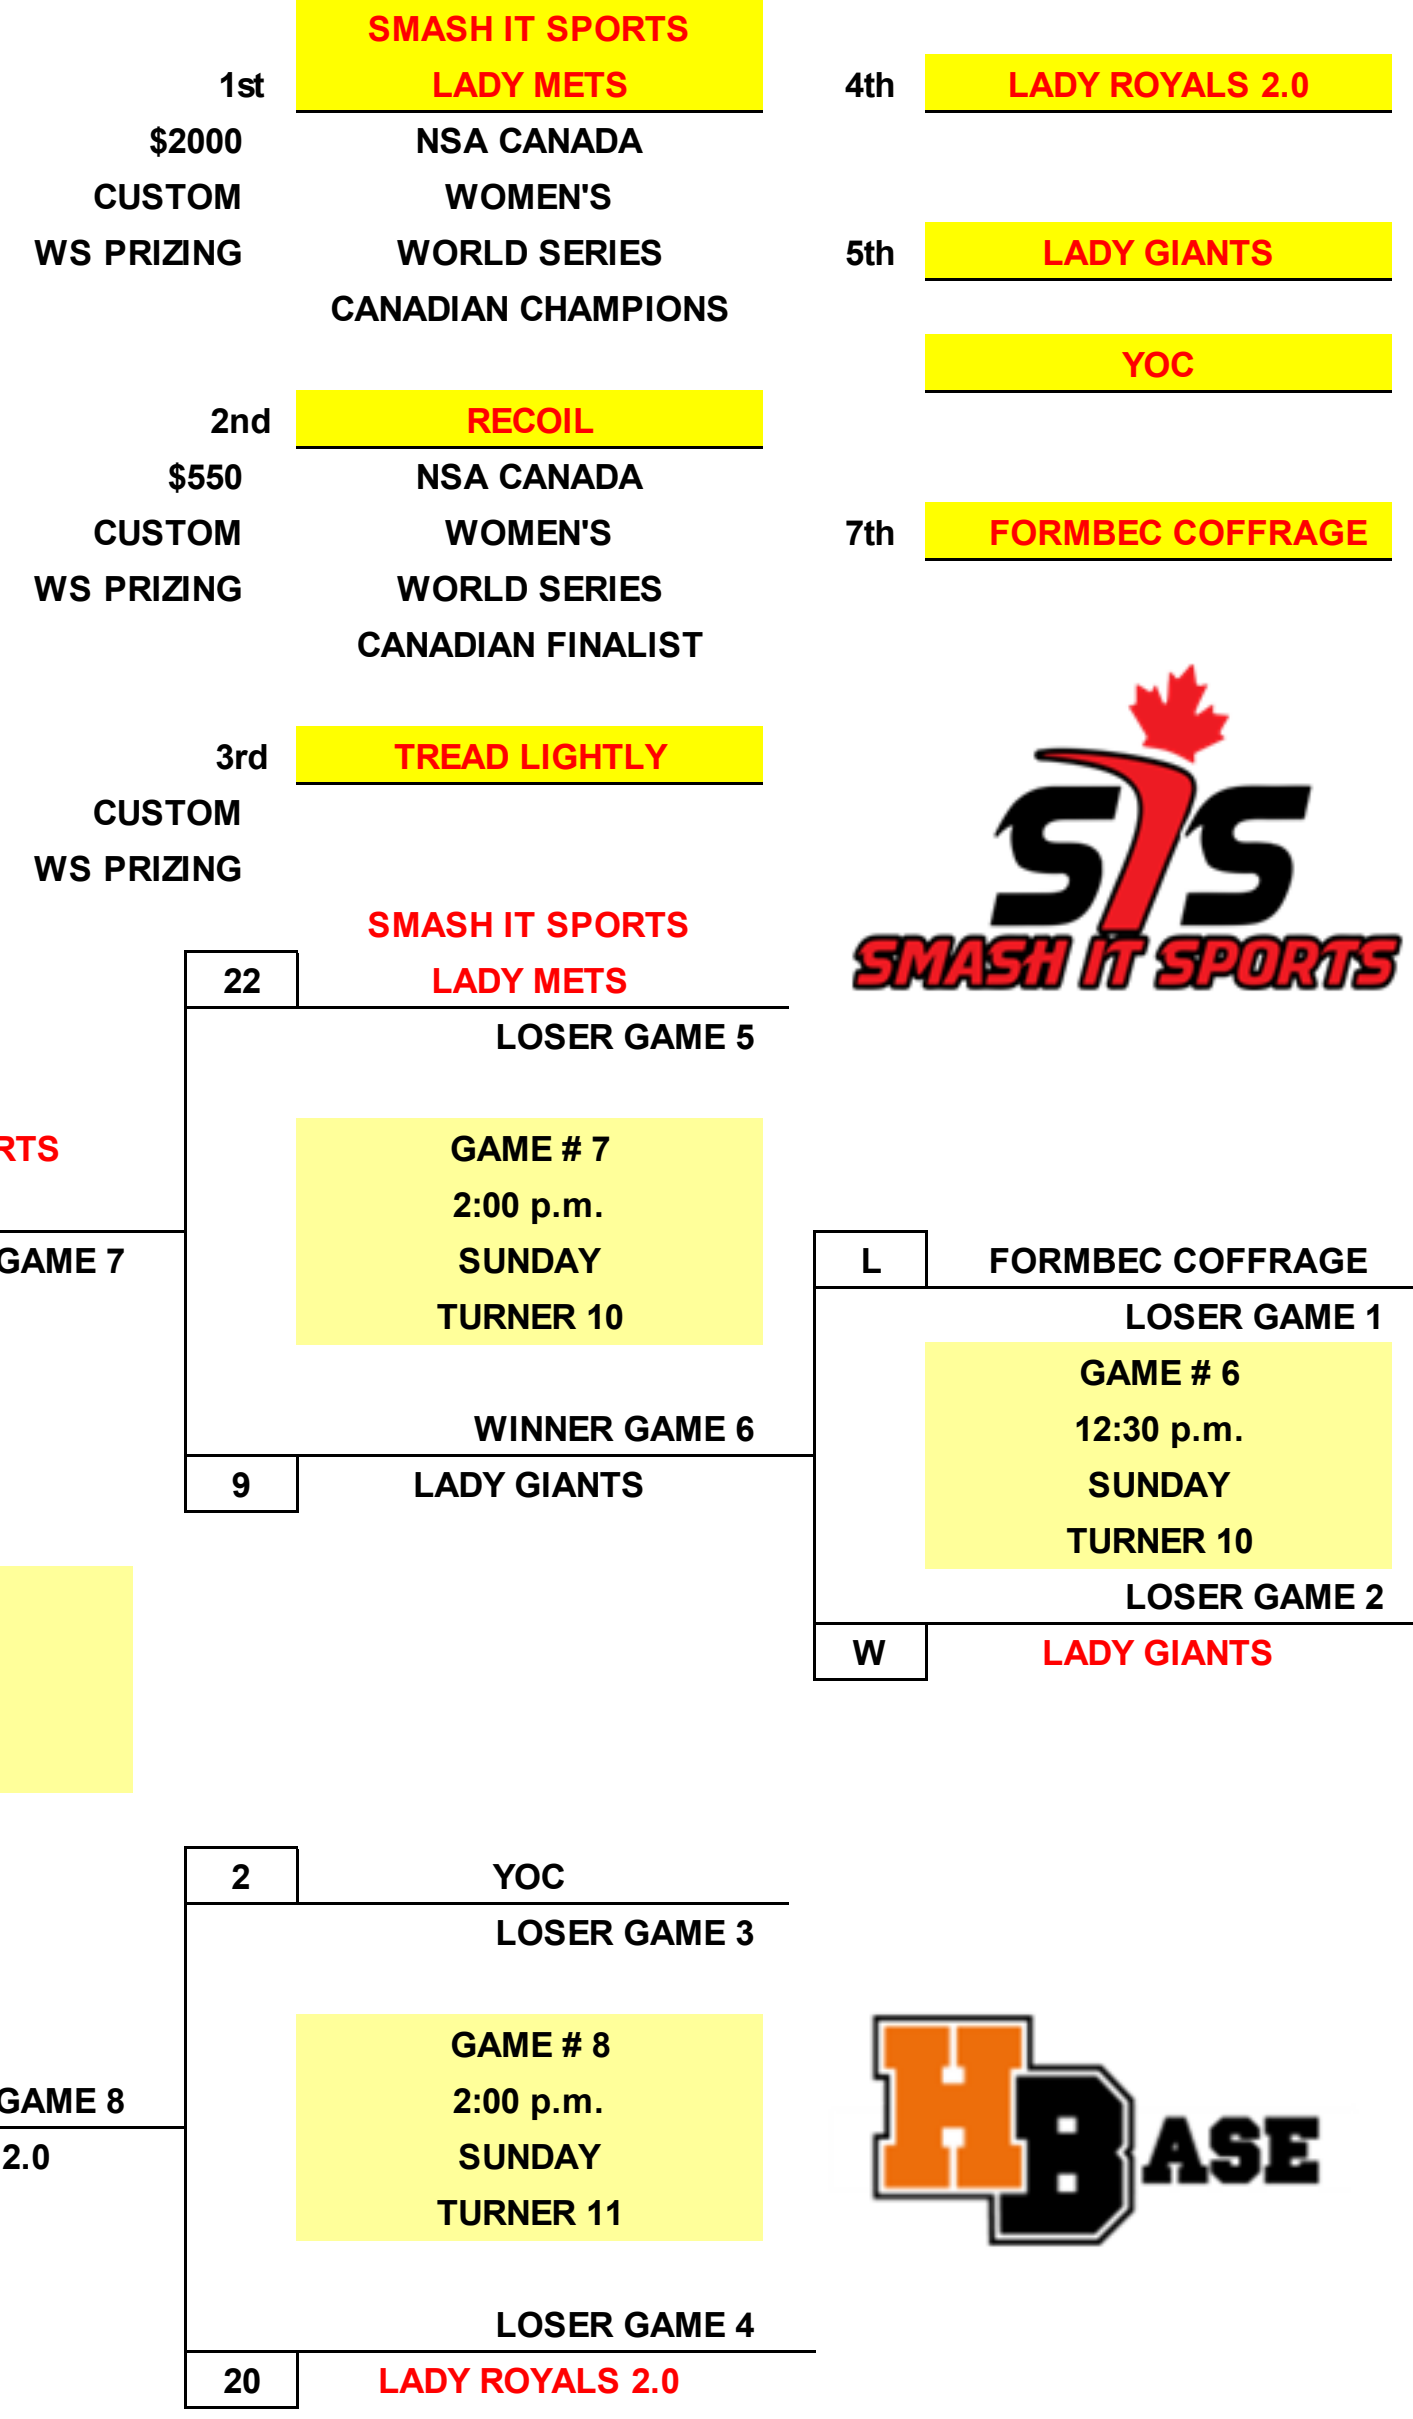 SMASH IT SPORTS
1st LADY METS 4th LADY ROYALS 2.0
$2000 NSA CANADA
CUSTOM WOMEN'S
WS PRIZING WORLD SERIES 5th LADY GIANTS
CANADIAN CHAMPIONS
YOC
2nd RECOIL
$550 NSA CANADA
CUSTOM WOMEN'S 7th FORMBEC COFFRAGE
WS PRIZING WORLD SERIES
CANADIAN FINALIST
3rd TREAD LIGHTLY
CUSTOM
WS PRIZING
SIS
SMASH IT SPORTS
SMASH IT SPORTS
22 LADY METS
LOSER GAME 5
RTS GAME # 7
2:00 p.m.
GAME 7 SUNDAY L FORMBEC COFFRAGE
TURNER 10 LOSER GAME 1
GAME # 6
WINNER GAME 6 12:30 p.m.
9 LADY GIANTS SUNDAY
TURNER 10
LOSER GAME 2
W LADY GIANTS
2 YOC
LOSER GAME 3
GAME # 8
GAME 8 2:00 p.m.
2.0 SUNDAY
TURNER 11
HBASE
LOSER GAME 4
20 LADY ROYALS 2.0